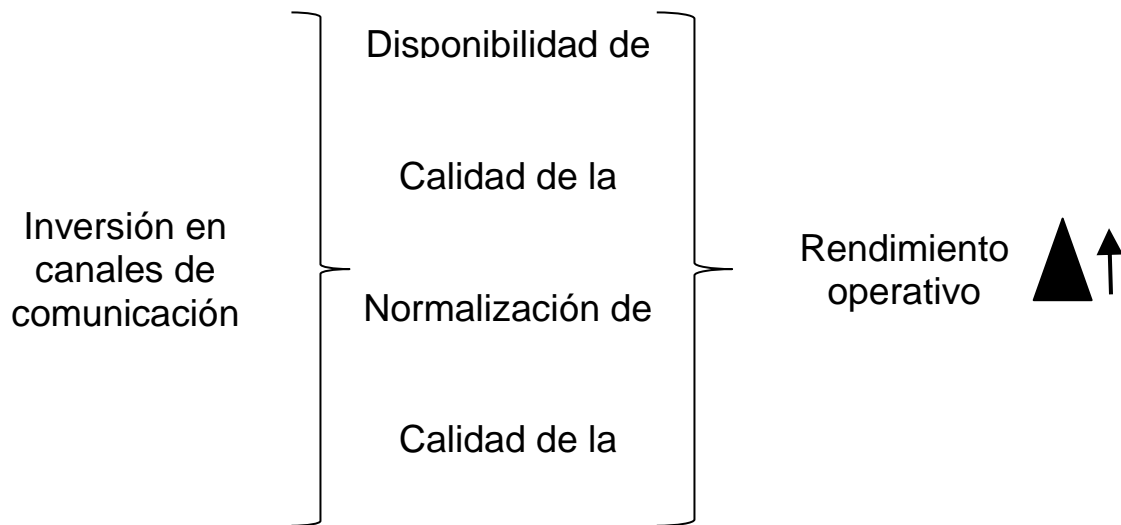 Inversión en
canales de
comunicación
Disponibilidad de
Calidad de la
Normalización de
Calidad de la
Rendimiento
operativo